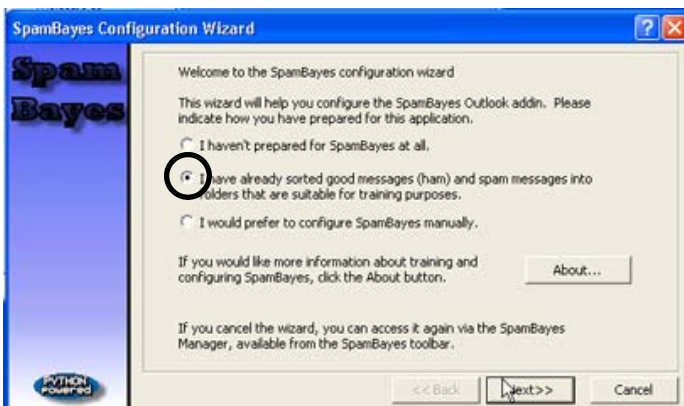 SpamBayes Configuration Wizard
Spam
Bayes
Welcome to the SpamBayes configuration wizard
This wizard will help you configure the SpamBayes Outlook addin. Please
indicate how you have prepared for this application.
I haven't prepared for SpamBayes at all.
I have already sorted good messages (ham) and spam messages into
folders that are suitable for training purposes.
I would prefer to configure SpamBayes manually.
If you would like more information about training and
configuring SpamBayes, click the About button.
About...
If you cancel the wizard, you can access it again via the SpamBayes
Manager, available from the SpamBayes toolbar.
PYTHON
Powered
<< Back
Next>>
Cancel